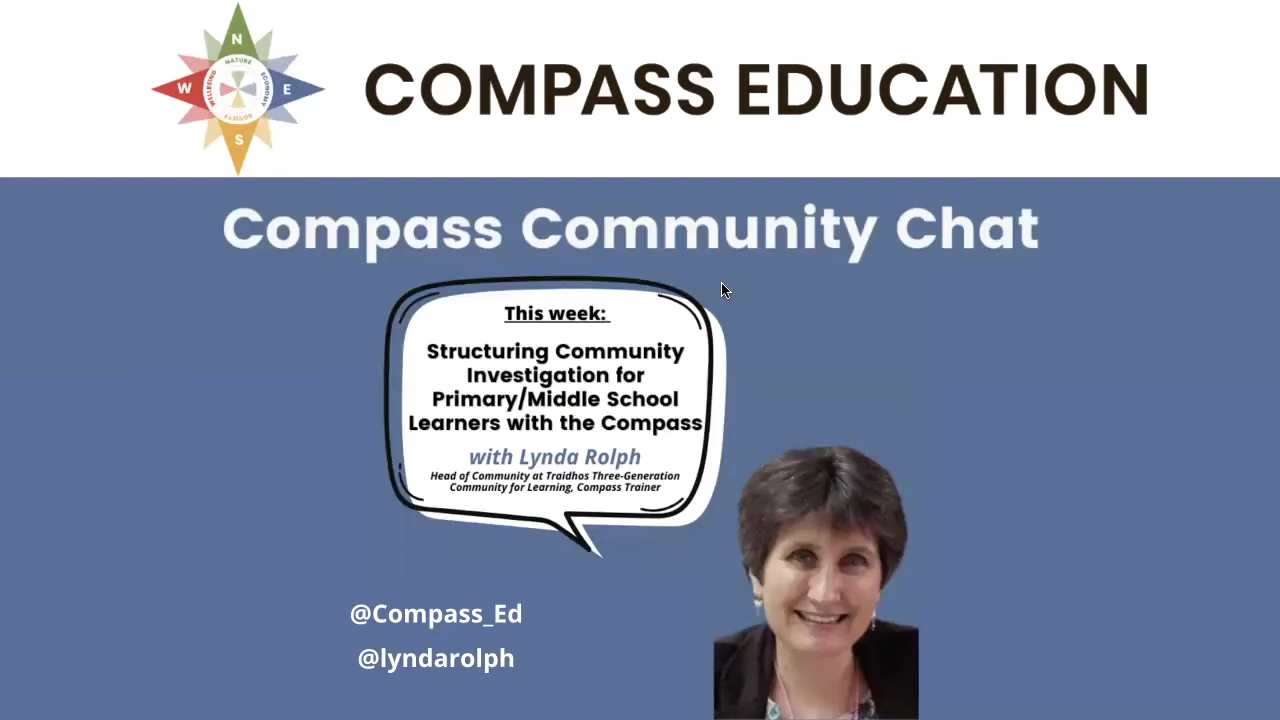 N
NATURE
W
WELLBEING
ECONOMY
E
SOCIETY
S
COMPASS EDUCATION
Compass Community Chat
This week:
Structuring Community
Investigation for
Primary/Middle School
Learners with the Compass
with Lynda Rolph
Head of Community at Traidhos Three-Generation
Community for Learning, Compass Trainer
@Compass_Ed
@lyndarolph